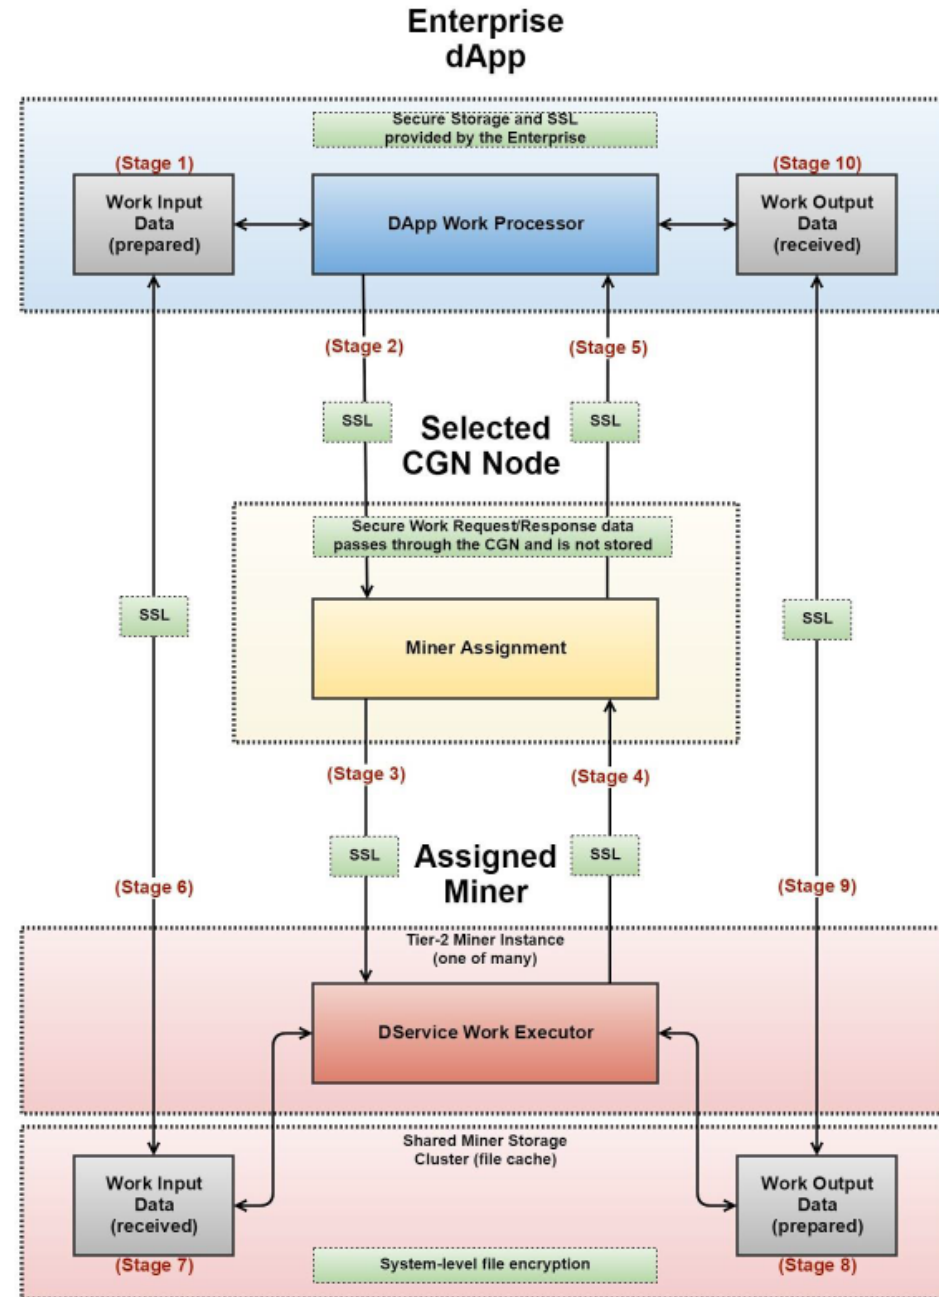 Enterprise
dApp
Secure Storage and SSL
provided by the Enterprise
(Stage 1)
Work Input
Data
(prepared)
DApp Work Processor
(Stage 10)
Work Output
Data
(received)
(Stage 2)
(Stage 5)
SSL
SSL
Selected
CGN Node
Secure Work Request/Response data
passes through the CGN and is not stored
SSL
SSL
Miner Assignment
(Stage 3)
(Stage 4)
SSL
SSL
Assigned
Miner
(Stage 6)
(Stage 9)
Tier-2 Miner Instance
(one of many)
DService Work Executor
Shared Miner Storage
Cluster (file cache)
Work Input
Data
(received)
(Stage 7)
Work Output
Data
(prepared)
(Stage 8)
System-level file encryption